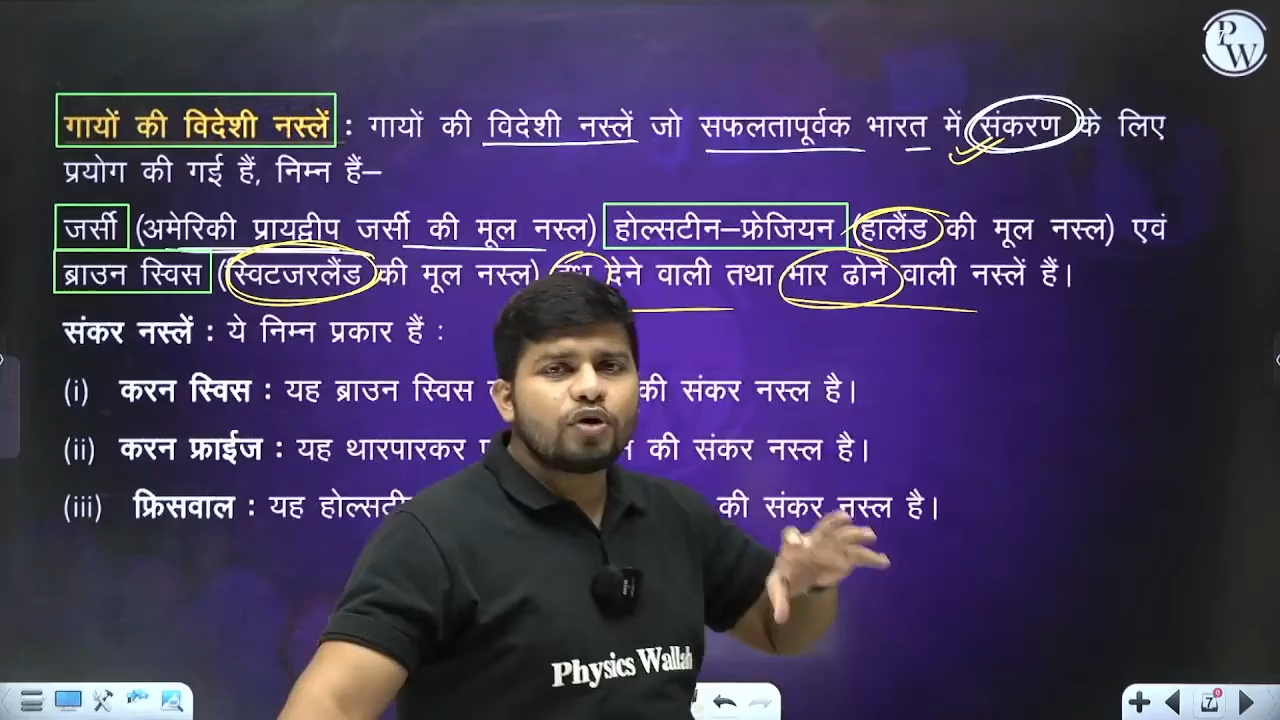 PW
गायों की विदेशी नस्लें : गायों की विदेशी नस्लें जो सफलतापूर्वक भारत में संकरण के लिए
प्रयोग की गई हैं, निम्न हैं–
जर्सी (अमेरिकी प्रायद्वीप जर्सी की मूल नस्ल) होल्सटीन–फ्रेजियन (हालैंड की मूल नस्ल) एवं
ब्राउन स्विस (स्विटजरलैंड की मूल नस्ल) देने वाली तथा भार ढोने वाली नस्लें हैं।
संकर नस्लें : ये निम्न प्रकार हैं :
(i) करन स्विस : यह ब्राउन स्विस की संकर नस्ल है।
(ii) करन फ्राईज : यह थारपारकर की संकर नस्ल है।
(iii) फ्रिसवाल : यह की संकर नस्ल है।
Physics Wallah
7